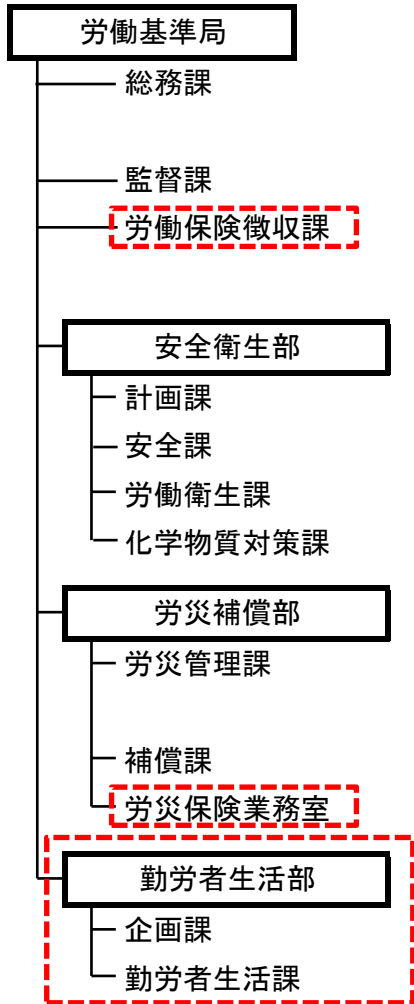 労働基準局
総務課
監督課
労働保険徴収課
安全衛生部
計画課
安全課
労働衛生課
化学物質対策課
労災補償部
労災管理課
補償課
労災保険業務室
勤労者生活部
企画課
勤労者生活課